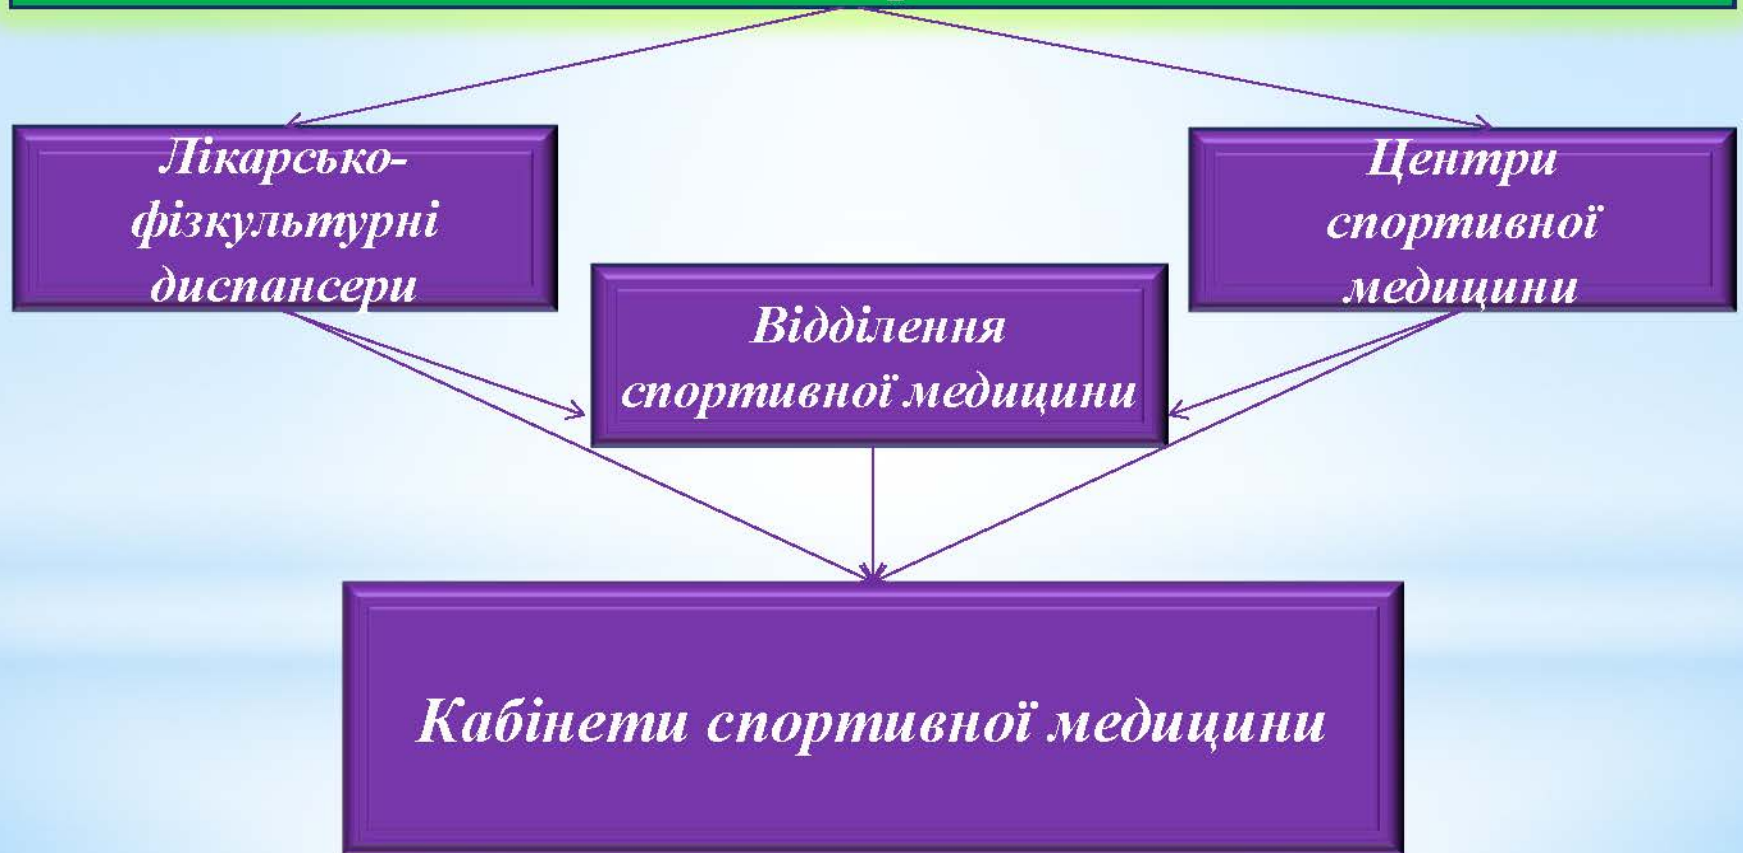 Лікарсько-
фізкультурні
диспансери
Центри
спортивної
медицини
Відділення
спортивної медицини
Кабінети спортивної медицини